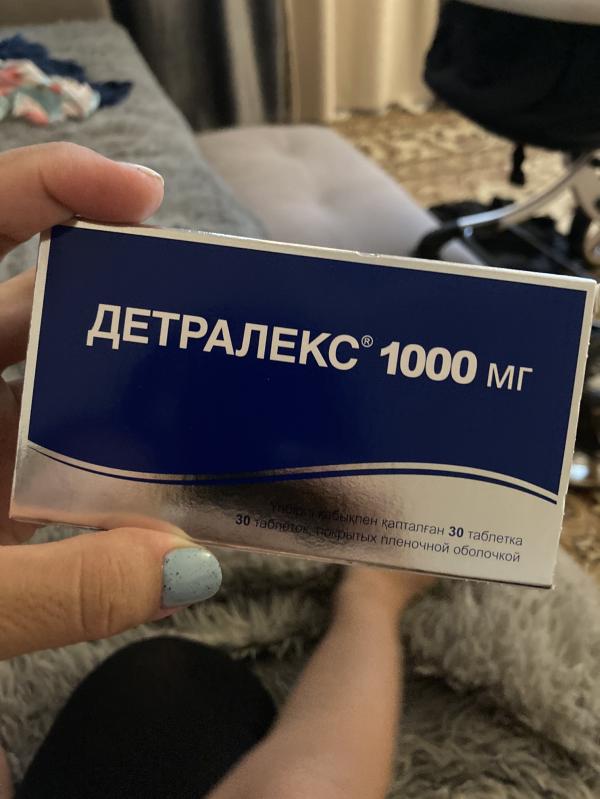 ДЕТРАЛЕКС® 1000 мг
Үлбірлі қабықпен қапталған 30 таблетка
30 таблеток, покрытых пленочной оболочкой